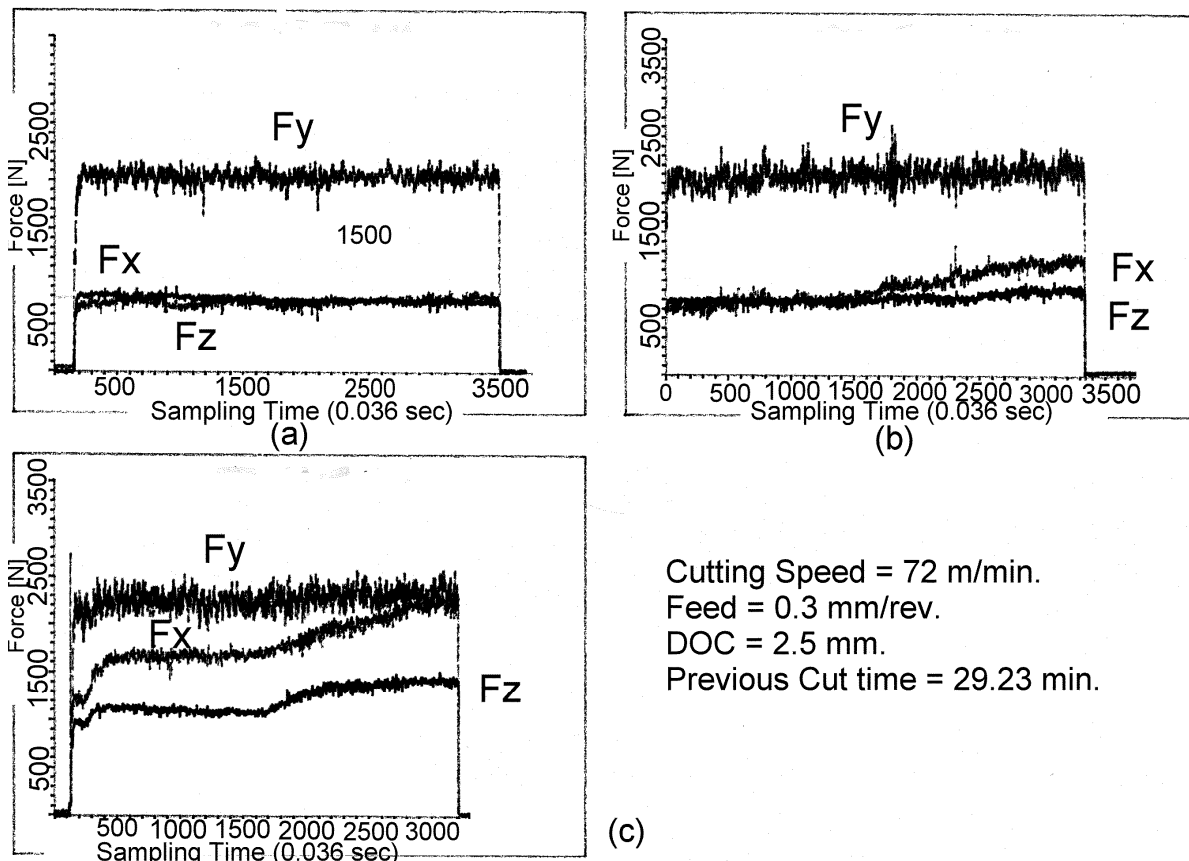 Force [N]
2500
1500
500
Fy
1500
Fx
Fz
500 1500 2500 3500
Sampling Time (0.036 sec)
(a)
Force [N]
3500
2500
1500
500
Fy
Fx
Fz
0 500 1000 1500 2000 2500 3000 3500
Sampling Time (0.036 sec)
(b)
Force [N]
3500
2500
1500
500
Fy
Fx
Fz
500 1000 1500 2000 2500 3000
Sampling Time (0.036 sec)
(c)
Cutting Speed = 72 m/min.
Feed = 0.3 mm/rev.
DOC = 2.5 mm.
Previous Cut time = 29.23 min.